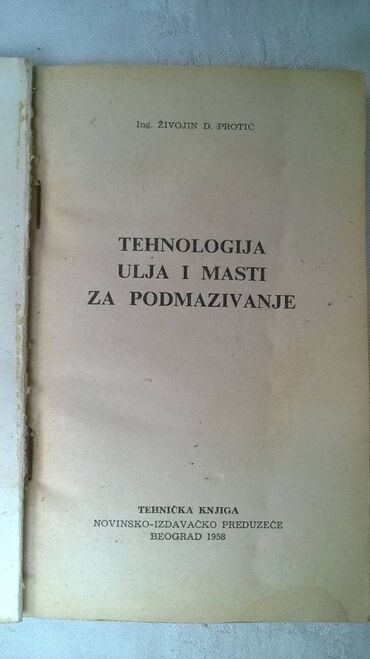 Ing. ŽIVOJIN D. PROTIĆ
TEHNOLOGIJA
ULJA I MASTI
ZA PODMAZIVANJE
TEHNIČKA KNJIGA
NOVINSKO-IZDAVAČKO PREDUZEĆE
BEOGRAD 1958